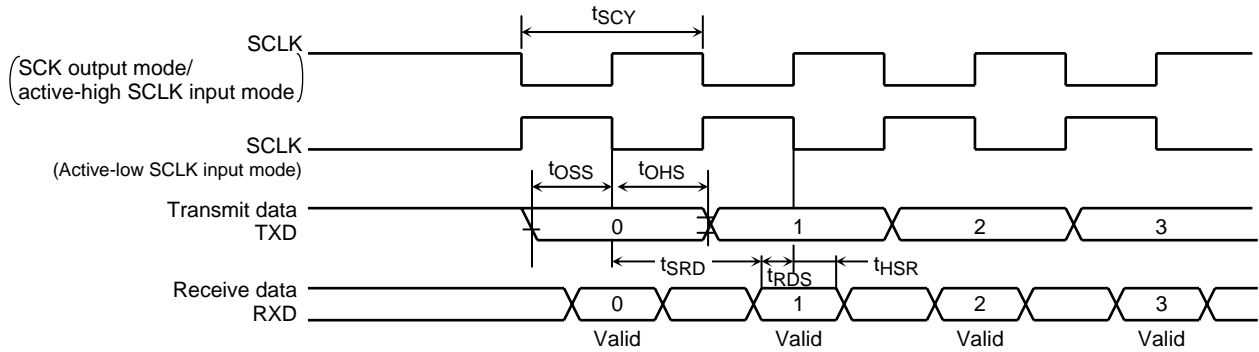 tSCY
SCLK
(SCK output mode/
active-high SCLK input mode)
SCLK
(Active-low SCLK input mode)
tOSS tOHS
Transmit data
TXD
0 1 2 3
tSRD tRDS tHSR
Receive data
RXD
0 1 2 3
Valid Valid Valid Valid